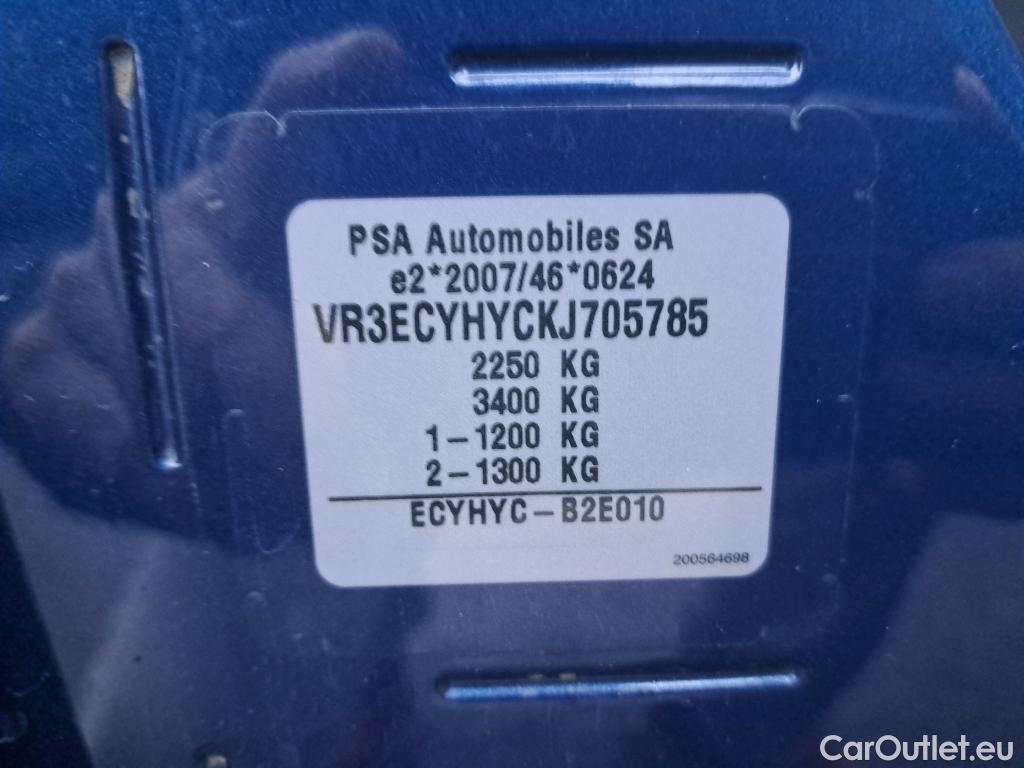 PSA Automobiles SA
e2*2007/46*0624
VR3ECYHYCKJ705785
2250 KG
3400 KG
1-1200 KG
2-1300 KG
ECYHYC-B2E010
200564698
CarOutlet.eu